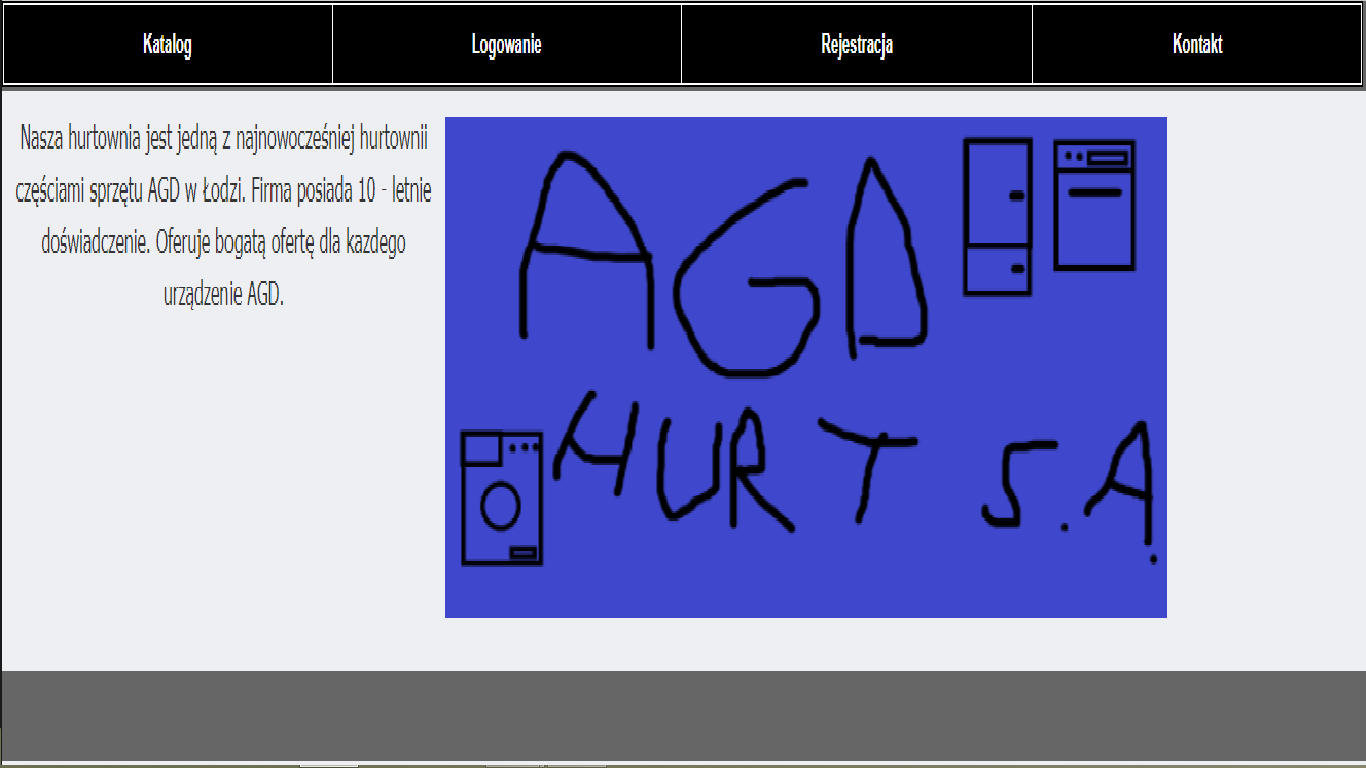 Katalog
Logowanie
Rejestracja
Kontakt
Nasza hurtownia jest jedną z najnowocześniej hurtownii
częściami sprzętu AGD w Łodzi. Firma posiada 10 - letnie
doświadczenie. Oferuje bogatą ofertę dla kazdego
urządzenie AGD.
AGD
HURT S.A.